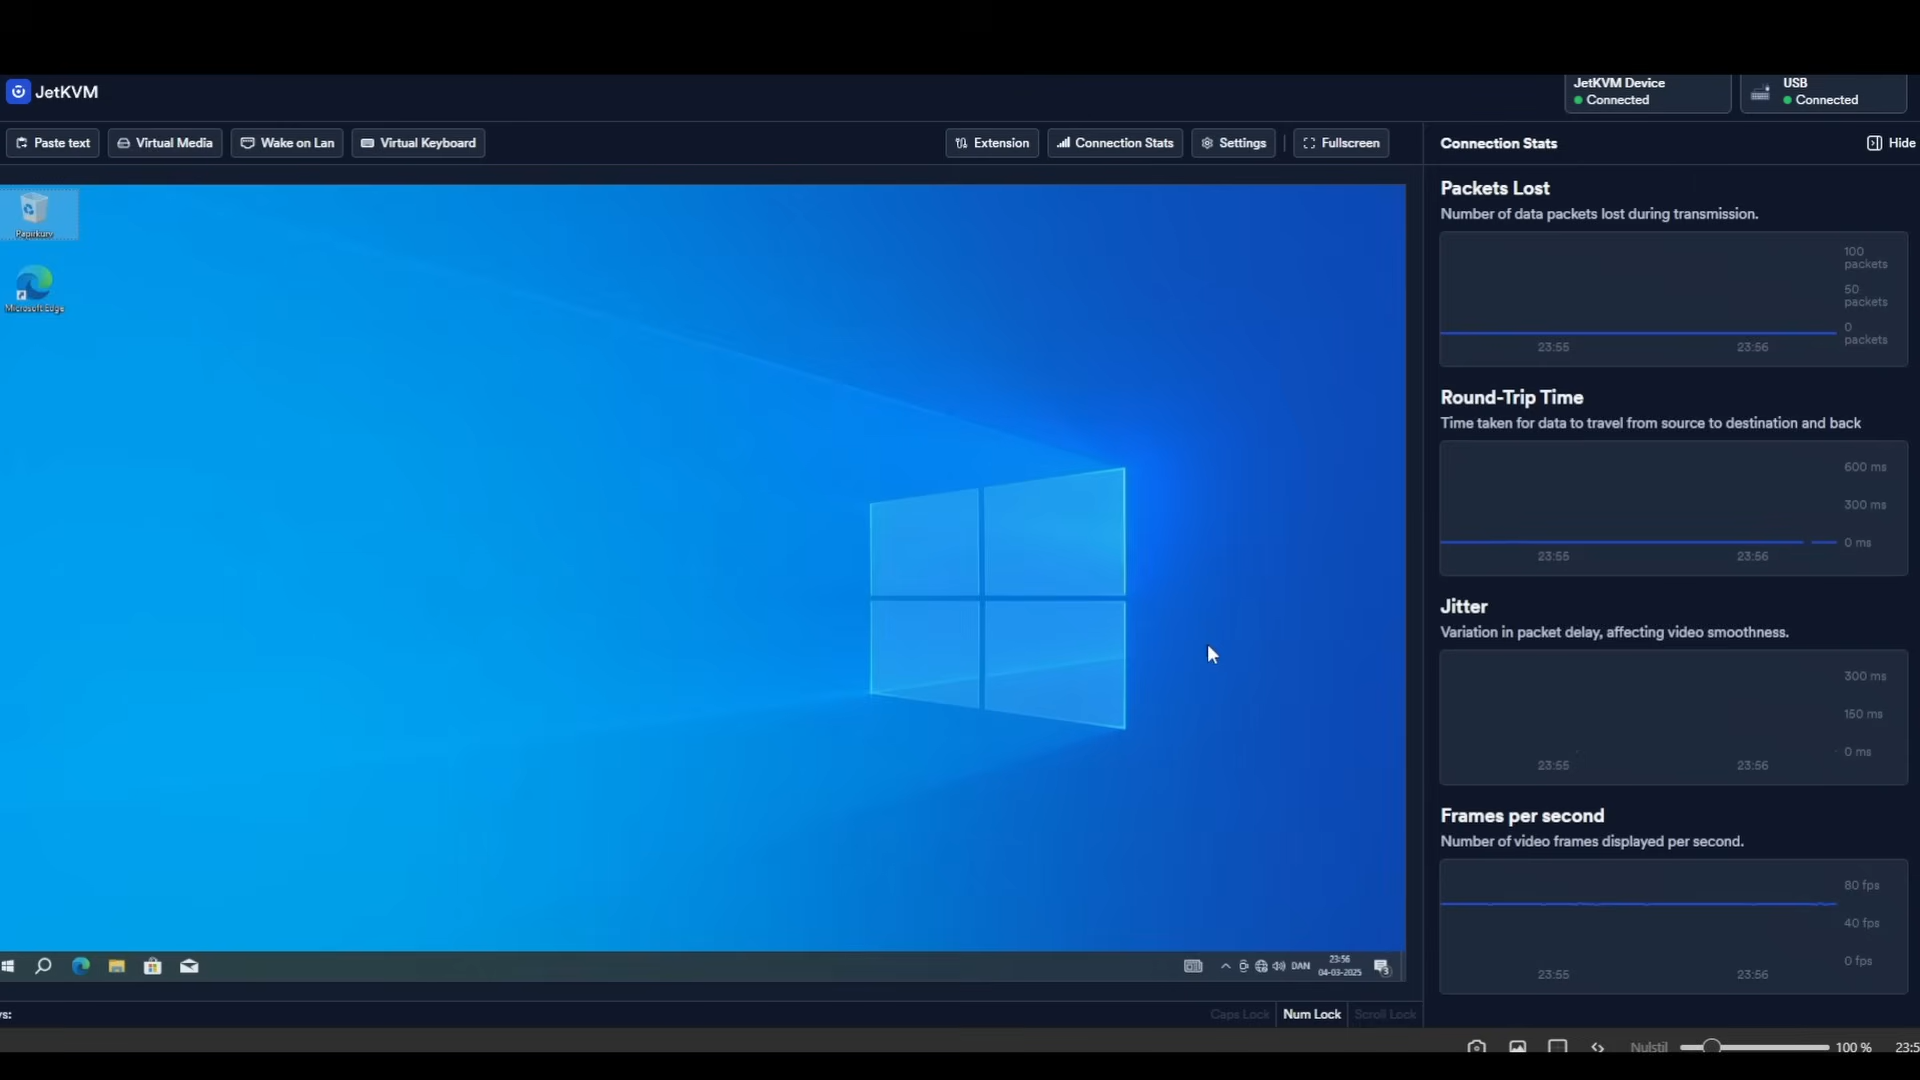 JetKVM
JetKVM Device
Connected
USB
Connected
Paste text
Virtual Media
Wake on Lan
Virtual Keyboard
Extension
Connection Stats
Settings
Fullscreen
Connection Stats
Hide
Papirkurv
Microsoft Edge
Packets Lost
Number of data packets lost during transmission.
100
packets
50
packets
0
packets
23:55
23:56
Round-Trip Time
Time taken for data to travel from source to destination and back
600 ms
300 ms
0 ms
23:55
23:56
Jitter
Variation in packet delay, affecting video smoothness.
300 ms
150 ms
0 ms
23:55
23:56
Frames per second
Number of video frames displayed per second.
80 fps
40 fps
0 fps
23:55
23:56
DAN
23:56
04-03-2025
3
ys:
Caps Lock
Num Lock
Scroll Lock
Nulstil
100 %
23:5